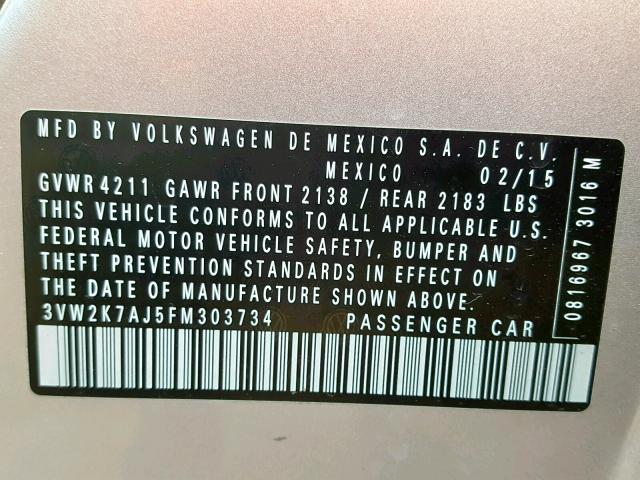 MFD BY VOLKSWAGEN DE MEXICO S.A. DE C.V.
MEXICO 02/15
GVWR 4211 GAWR FRONT 2138 / REAR 2183 LBS
THIS VEHICLE CONFORMS TO ALL APPLICABLE U.S.
FEDERAL MOTOR VEHICLE SAFETY, BUMPER AND
THEFT PREVENTION STANDARDS IN EFFECT ON
THE DATE OF MANUFACTURE SHOWN ABOVE.
3VW2K7AJ5FM303734 PASSENGER CAR
0816967 3016 M